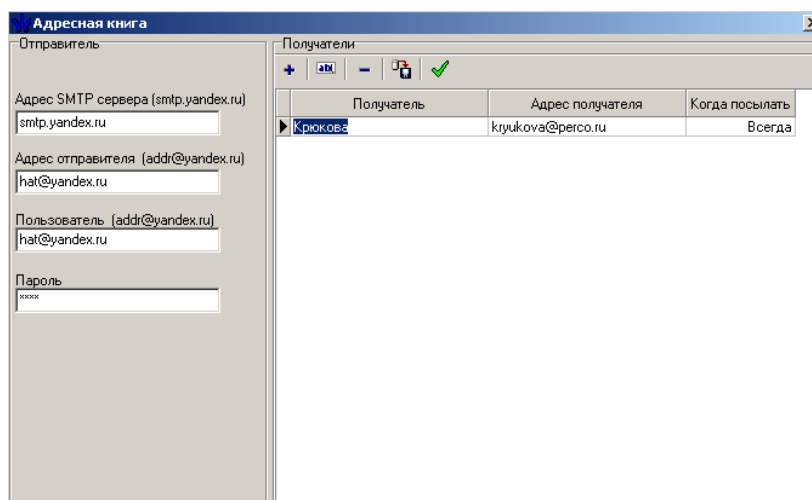 Адресная книга
Отправитель
Адрес SMTP сервера (smtp.yandex.ru)
smtp.yandex.ru
Адрес отправителя (addr@yandex.ru)
hat@yandex.ru
Пользователь (addr@yandex.ru)
hat@yandex.ru
Пароль
****
Получатели
ab
Получатель Адрес получателя Когда посылать
Крюкова kryukova@perco.ru Всегда